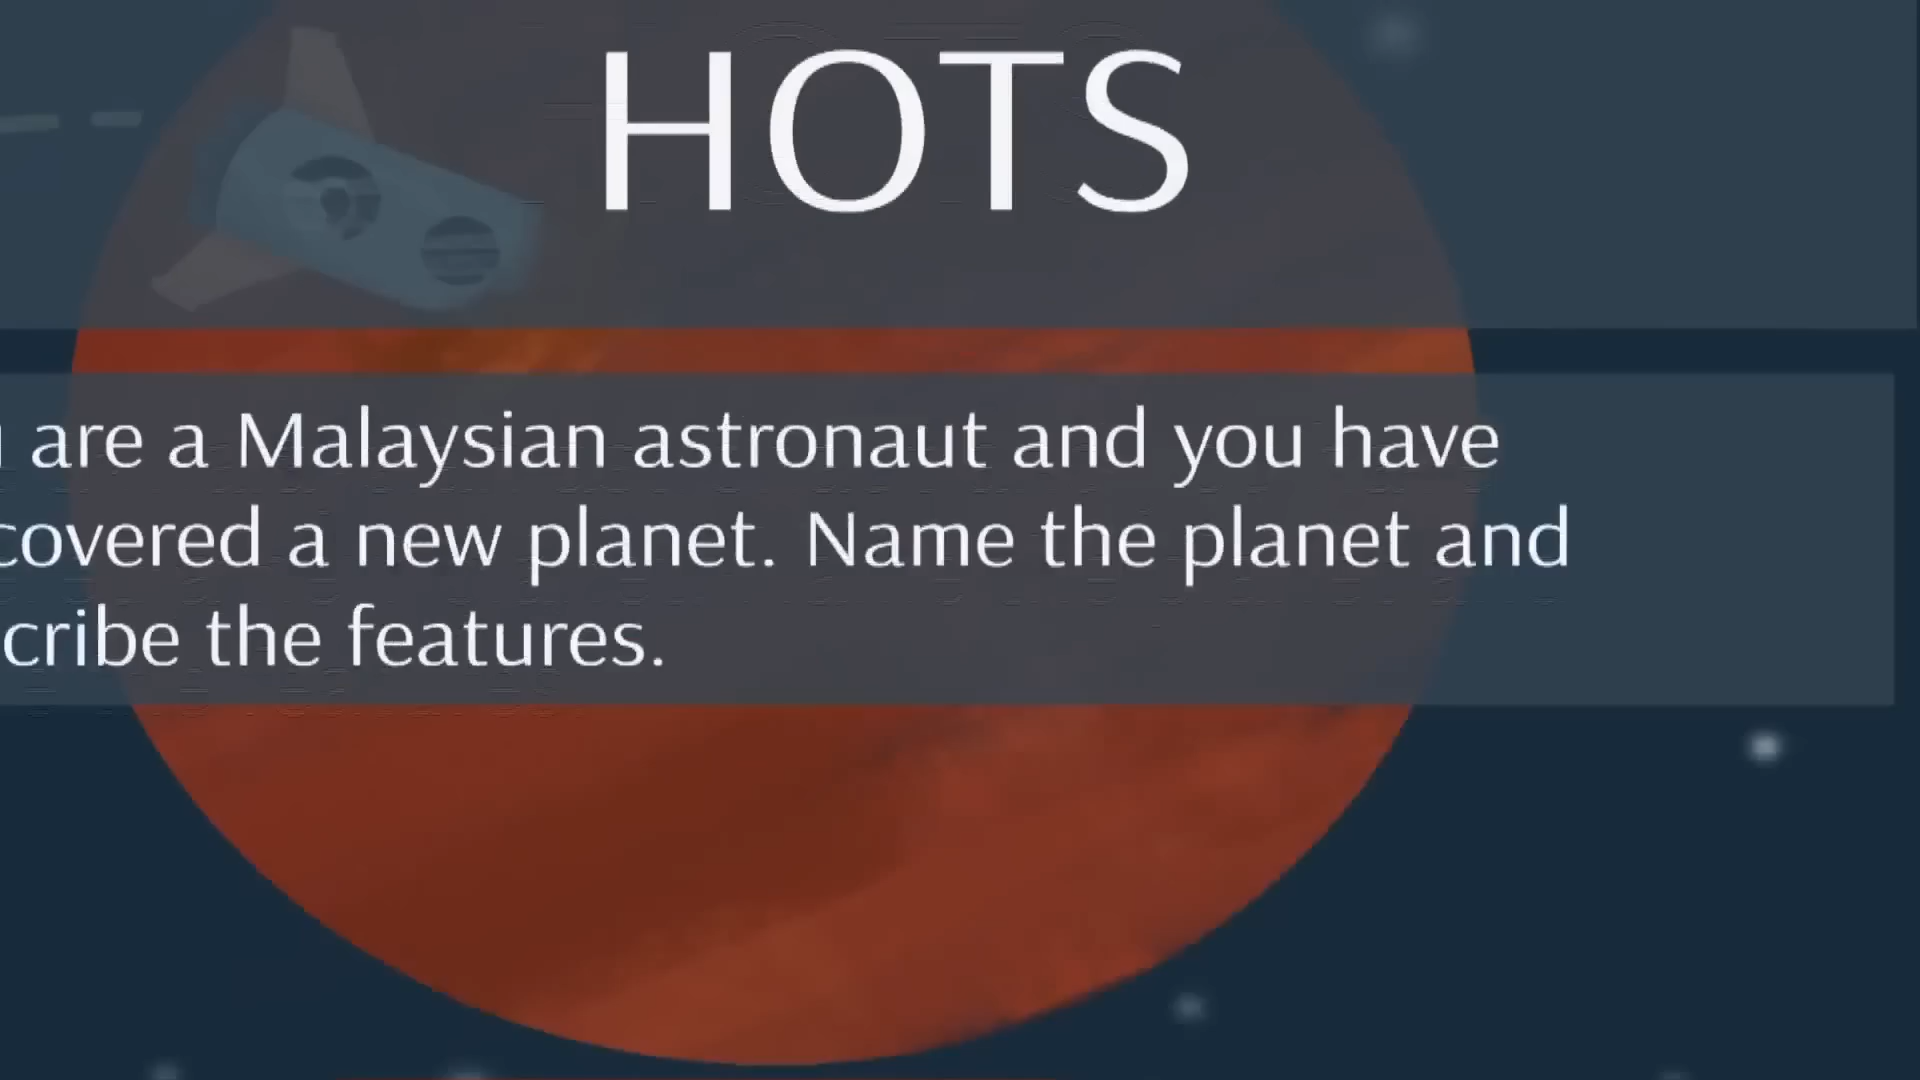 HOTS
are a Malaysian astronaut and you have
covered a new planet. Name the planet and
cribe the features.